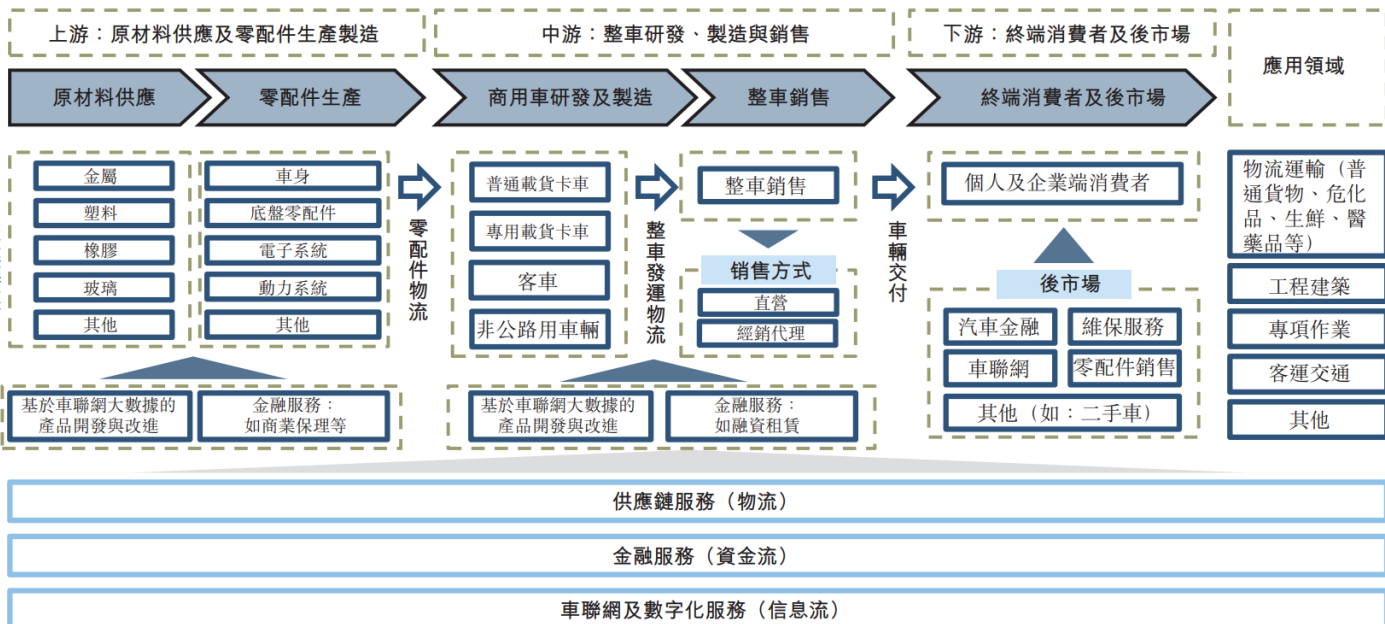 上游：原材料供應及零配件生產製造
中游：整車研發、製造與銷售
下游：終端消費者及後市場
應用領域
原材料供應
零配件生產
商用車研發及製造
整車銷售
終端消費者及後市場
金屬
塑料
橡膠
玻璃
其他
車身
底盤零配件
電子系統
動力系統
其他
零配件物流
普通載貨卡車
專用載貨卡車
客車
非公路用車輛
整車發運物流
整車銷售
销售方式
直營
經銷代理
車輛交付
個人及企業端消費者
後市場
汽車金融
維保服務
車聯網
零配件銷售
其他（如：二手車）
物流運輸（普
通貨物、危化
品、生鮮、醫
藥品等）
工程建築
專項作業
客運交通
其他
基於車聯網大數據的
產品開發與改進
金融服務：
如商業保理等
基於車聯網大數據的
產品開發與改進
金融服務：
如融資租賃
供應鏈服務（物流）
金融服務（資金流）
車聯網及數字化服務（信息流）